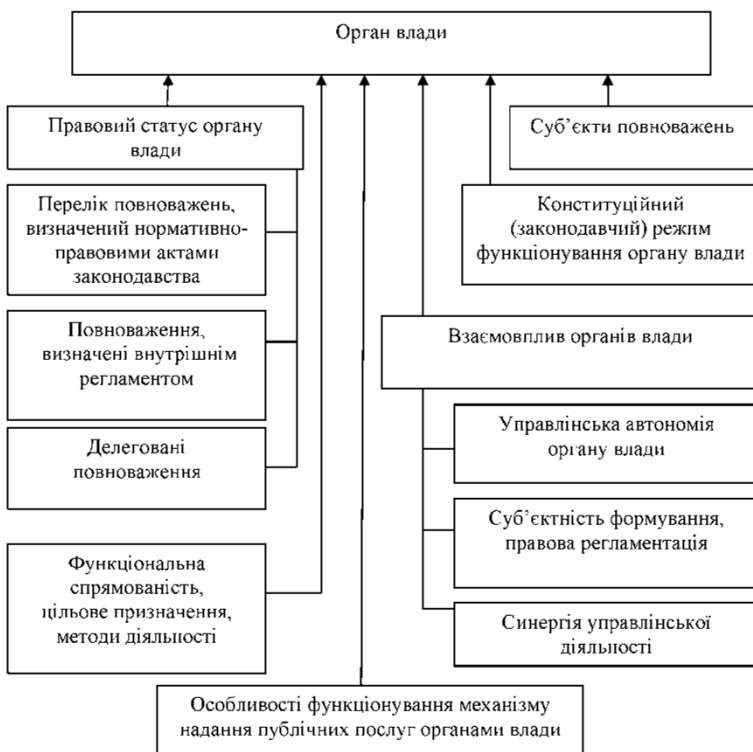 Орган влади
Правовий статус органу
влади
Суб’єкти повноважень
Перелік повноважень,
визначений нормативно-
правовими актами
законодавства
Конституційний
(законодавчий) режим
функціонування органу влади
Повноваження,
визначені внутрішнім
регламентом
Взаємовплив органів влади
Делеговані
повноваження
Управлінська автономія
органу влади
Суб’єктність формування,
правова регламентація
Функціональна
спрямованість,
цільове призначення,
методи діяльності
Синергія управлінської
діяльності
Особливості функціонування механізму
надання публічних послуг органами влади